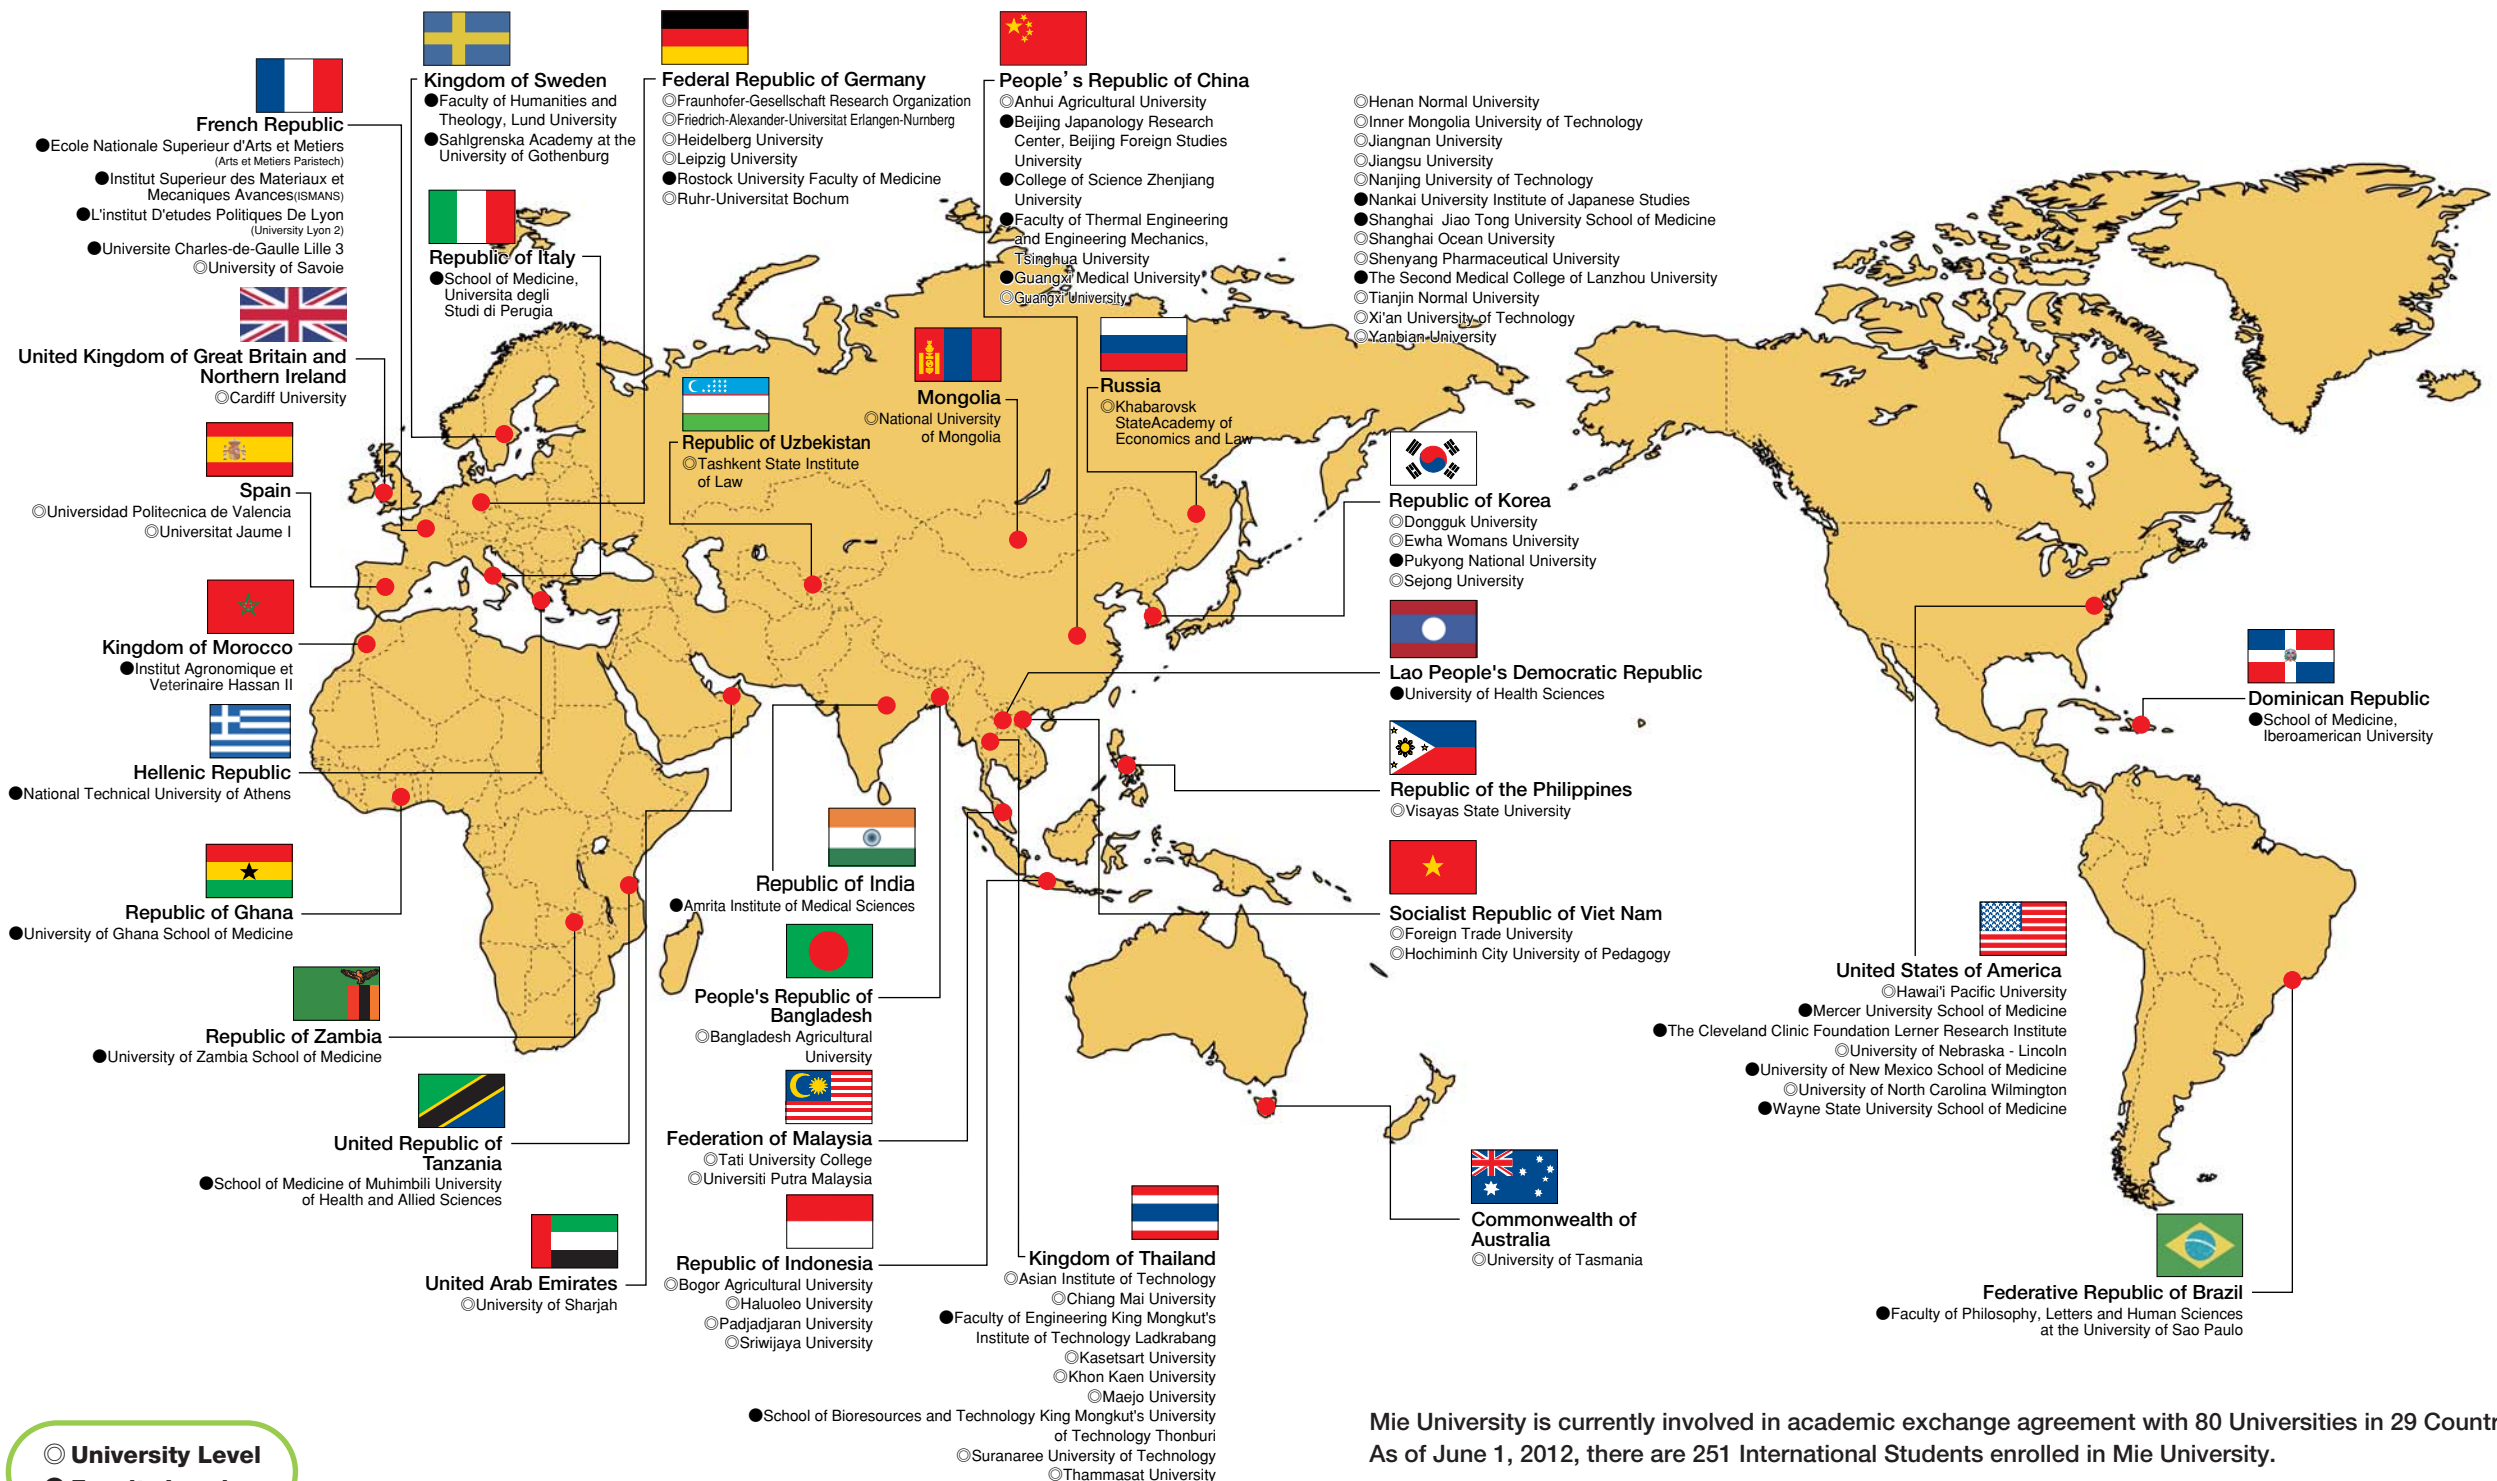 Kingdom of Sweden
●Faculty of Humanities and
Theology, Lund University
●Sahlgrenska Academy at the
University of Gothenburg
Federal Republic of Germany
◎Fraunhofer-Gesellschaft Research Organization
◎Friedrich-Alexander-Universitat Erlangen-Nurnberg
◎Heidelberg University
◎Leipzig University
●Rostock University Faculty of Medicine
◎Ruhr-Universitat Bochum
People's Republic of China
◎Anhui Agricultural University
●Beijing Japanology Research
Center, Beijing Foreign Studies
University
●College of Science Zhenjiang
University
●Faculty of Thermal Engineering
and Engineering Mechanics,
Tsinghua University
●Guangxi Medical University
◎Guangxi University
◎Henan Normal University
◎Inner Mongolia University of Technology
◎Jiangnan University
◎Jiangsu University
◎Nanjing University of Technology
●Nankai University Institute of Japanese Studies
●Shanghai Jiao Tong University School of Medicine
◎Shanghai Ocean University
◎Shenyang Pharmaceutical University
●The Second Medical College of Lanzhou University
◎Tianjin Normal University
◎Xi'an University of Technology
◎Yanbian University
French Republic
●Ecole Nationale Superieur d'Arts et Metiers
(Arts et Metiers Paristech)
●Institut Superieur des Materiaux et
Mecaniques Avances(ISMANS)
●L'institut D'etudes Politiques De Lyon
(University Lyon 2)
●Universite Charles-de-Gaulle Lille 3
◎University of Savoie
Republic of Italy
●School of Medicine,
Universita degli
Studi di Perugia
United Kingdom of Great Britain and
Northern Ireland
◎Cardiff University
Spain
◎Universidad Politecnica de Valencia
◎Universitat Jaume I
Kingdom of Morocco
●Institut Agronomique et
Veterinaire Hassan II
Hellenic Republic
●National Technical University of Athens
Republic of Ghana
●University of Ghana School of Medicine
Republic of Zambia
●University of Zambia School of Medicine
United Republic of
Tanzania
●School of Medicine of Muhimbili University
of Health and Allied Sciences
United Arab Emirates
◎University of Sharjah
Republic of Uzbekistan
◎Tashkent State Institute
of Law
Mongolia
◎National University
of Mongolia
Russia
◎Khabarovsk
StateAcademy of
Economics and Law
Republic of Korea
◎Dongguk University
◎Ewha Womans University
●Pukyong National University
◎Sejong University
Lao People's Democratic Republic
●University of Health Sciences
Republic of the Philippines
◎Visayas State University
Socialist Republic of Viet Nam
◎Foreign Trade University
◎Hochiminh City University of Pedagogy
Republic of India
●Amrita Institute of Medical Sciences
People's Republic of
Bangladesh
◎Bangladesh Agricultural
University
Federation of Malaysia
◎Tati University College
◎Universiti Putra Malaysia
Republic of Indonesia
◎Bogor Agricultural University
◎Haluoleo University
◎Padjadjaran University
◎Sriwijaya University
Kingdom of Thailand
◎Asian Institute of Technology
◎Chiang Mai University
●Faculty of Engineering King Mongkut's
Institute of Technology Ladkrabang
◎Kasetsart University
◎Khon Kaen University
◎Maejo University
●School of Bioresources and Technology King Mongkut's University
of Technology Thonburi
◎Suranaree University of Technology
◎Thammasat University
Commonwealth of
Australia
◎University of Tasmania
Dominican Republic
●School of Medicine,
Iberoamerican University
United States of America
◎Hawai'i Pacific University
●Mercer University School of Medicine
●The Cleveland Clinic Foundation Lerner Research Institute
◎University of Nebraska - Lincoln
●University of New Mexico School of Medicine
◎University of North Carolina Wilmington
●Wayne State University School of Medicine
Federative Republic of Brazil
●Faculty of Philosophy, Letters and Human Sciences
at the University of Sao Paulo
◎ University Level
Mie University is currently involved in academic exchange agreement with 80 Universities in 29 Countr
As of June 1, 2012, there are 251 International Students enrolled in Mie University.